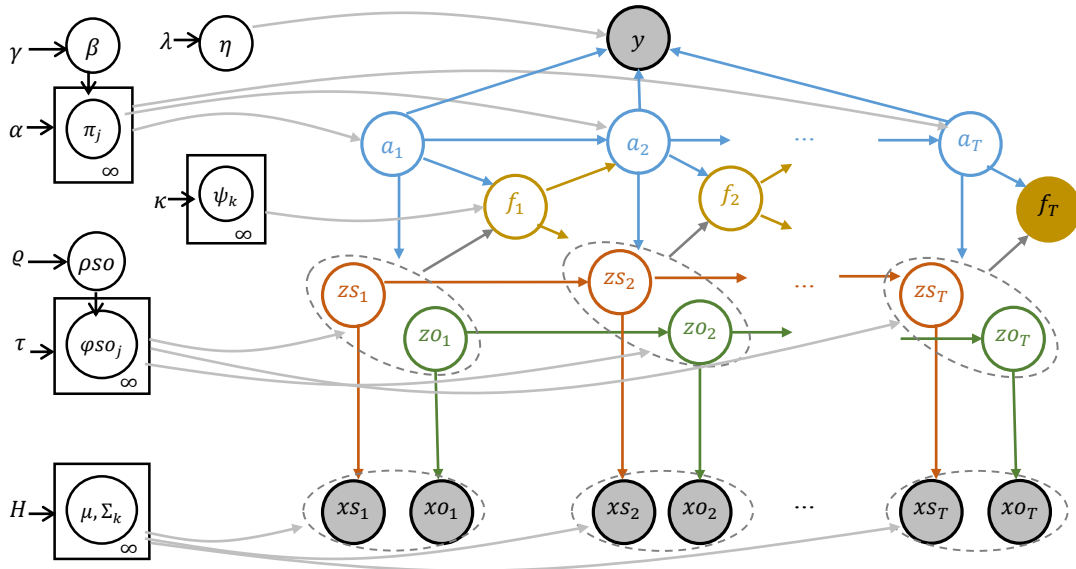 γ β λ η y
α π_j ∞ a_1 a_2 ... a_T
κ ψ_k ∞ f_1 f_2 f_T
ϱ ρso zs_1 zs_2 ... zs_T
τ φso_j ∞ zo_1 zo_2 zo_T
H μ, Σ_k ∞ xs_1 xo_1 xs_2 xo_2 ... xs_T xo_T